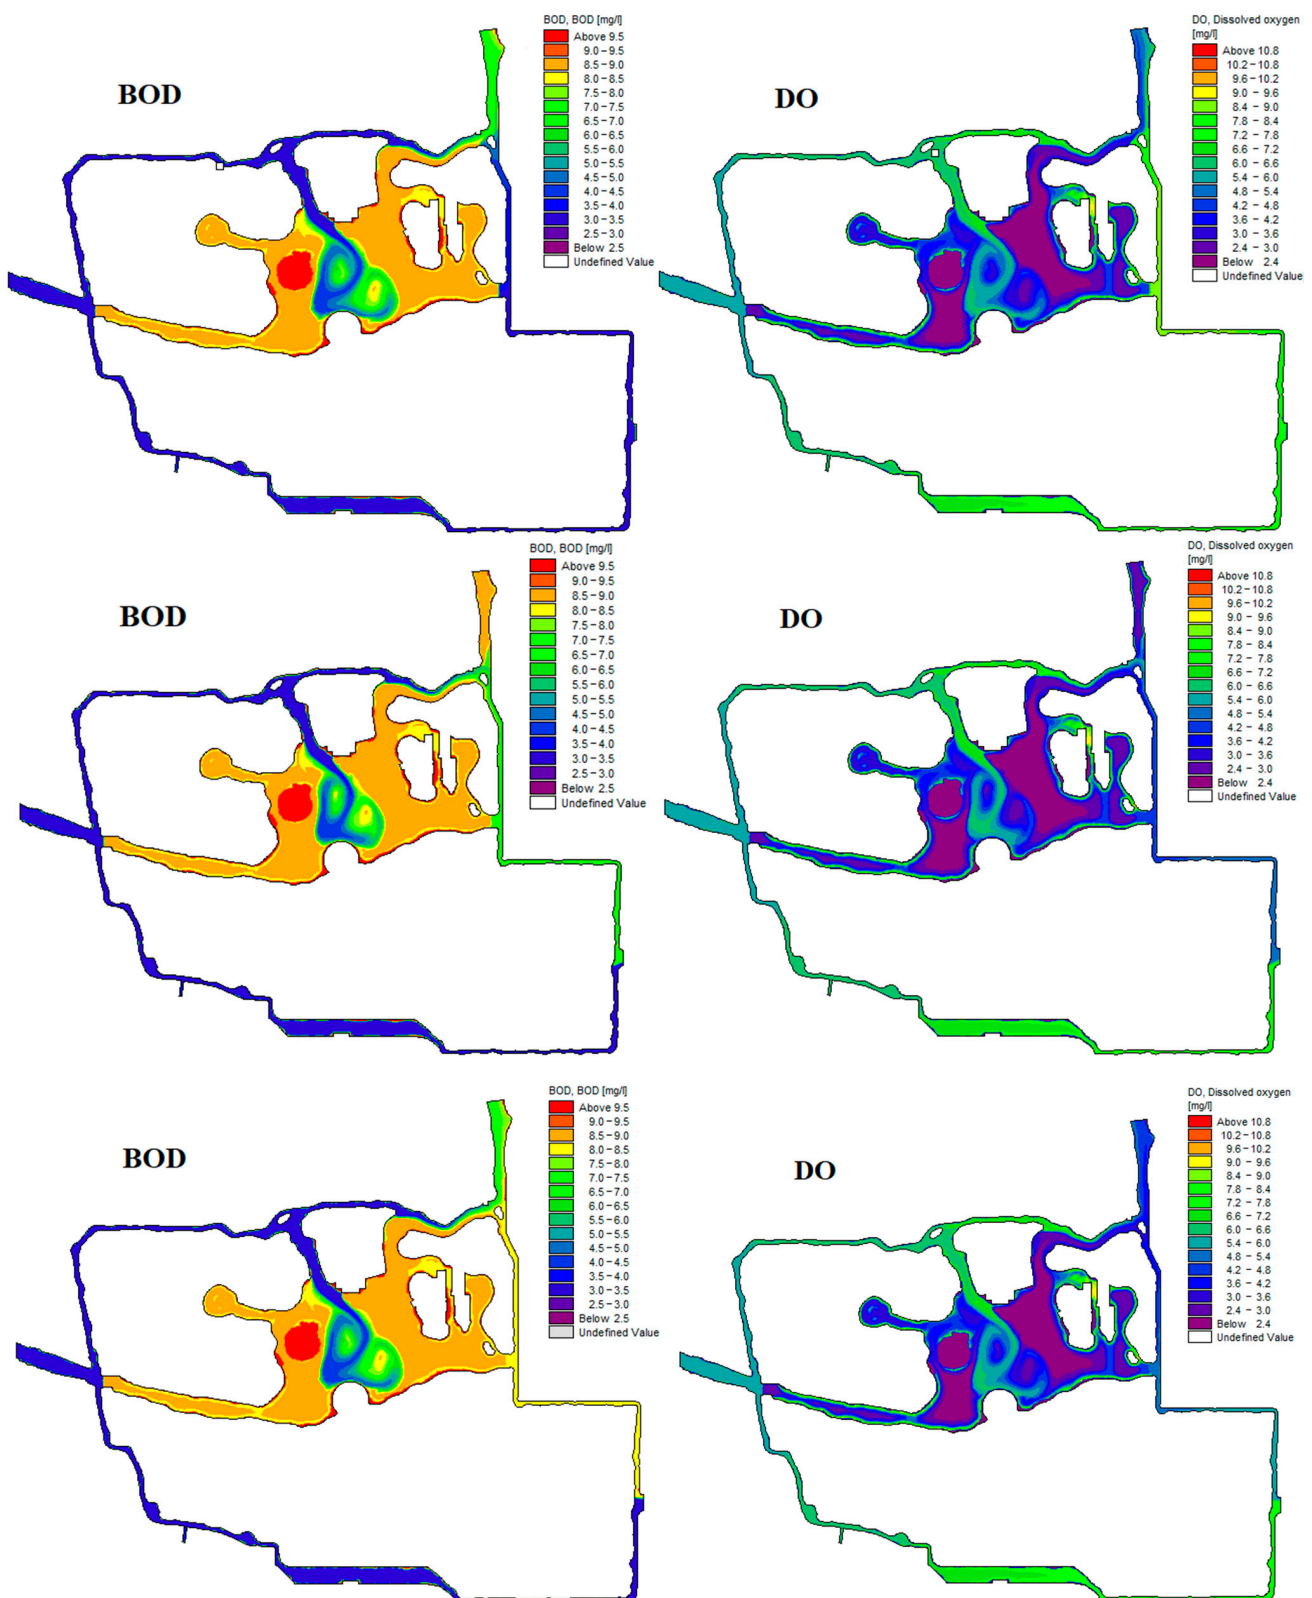 BOD, BOD [mg/l]
Above 9.5
9.0 – 9.5
8.5 – 9.0
8.0 – 8.5
7.5 – 8.0
7.0 – 7.5
6.5 – 7.0
6.0 – 6.5
5.5 – 6.0
5.0 – 5.5
4.5 – 5.0
4.0 – 4.5
3.5 – 4.0
3.0 – 3.5
2.5 – 3.0
Below 2.5
Undefined Value
BOD
DO, Dissolved oxygen
[mg/l]
Above 10.8
10.2 – 10.8
9.6 – 10.2
9.0 – 9.6
8.4 – 9.0
7.8 – 8.4
7.2 – 7.8
6.6 – 7.2
6.0 – 6.6
5.4 – 6.0
4.8 – 5.4
4.2 – 4.8
3.6 – 4.2
3.0 – 3.6
2.4 – 3.0
Below 2.4
Undefined Value
DO
BOD, BOD [mg/l]
Above 9.5
9.0 – 9.5
8.5 – 9.0
8.0 – 8.5
7.5 – 8.0
7.0 – 7.5
6.5 – 7.0
6.0 – 6.5
5.5 – 6.0
5.0 – 5.5
4.5 – 5.0
4.0 – 4.5
3.5 – 4.0
3.0 – 3.5
2.5 – 3.0
Below 2.5
Undefined Value
BOD
DO, Dissolved oxygen
[mg/l]
Above 10.8
10.2 – 10.8
9.6 – 10.2
9.0 – 9.6
8.4 – 9.0
7.8 – 8.4
7.2 – 7.8
6.6 – 7.2
6.0 – 6.6
5.4 – 6.0
4.8 – 5.4
4.2 – 4.8
3.6 – 4.2
3.0 – 3.6
2.4 – 3.0
Below 2.4
Undefined Value
DO
BOD, BOD [mg/l]
Above 9.5
9.0 – 9.5
8.5 – 9.0
8.0 – 8.5
7.5 – 8.0
7.0 – 7.5
6.5 – 7.0
6.0 – 6.5
5.5 – 6.0
5.0 – 5.5
4.5 – 5.0
4.0 – 4.5
3.5 – 4.0
3.0 – 3.5
2.5 – 3.0
Below 2.5
Undefined Value
BOD
DO, Dissolved oxygen
[mg/l]
Above 10.8
10.2 – 10.8
9.6 – 10.2
9.0 – 9.6
8.4 – 9.0
7.8 – 8.4
7.2 – 7.8
6.6 – 7.2
6.0 – 6.6
5.4 – 6.0
4.8 – 5.4
4.2 – 4.8
3.6 – 4.2
3.0 – 3.6
2.4 – 3.0
Below 2.4
Undefined Value
DO